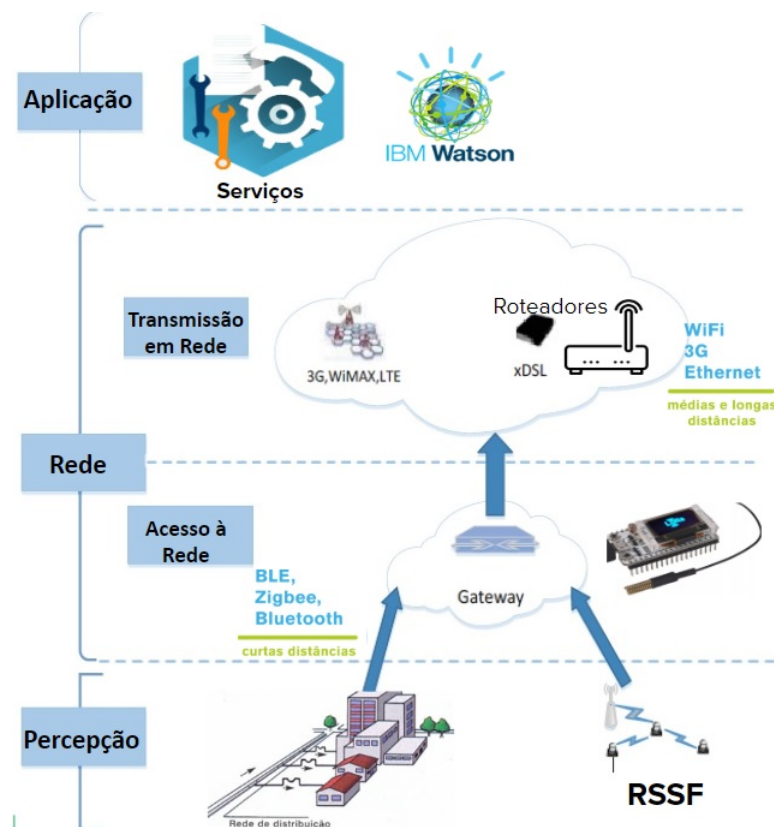 Aplicação
Serviços
IBM Watson
Transmissão
em Rede
3G,WiMAX,LTE
Roteadores
xDSL
WiFi
3G
Ethernet
médias e longas
distâncias
Rede
Acesso à
Rede
BLE,
Zigbee,
Bluetooth
curtas distâncias
Gateway
Percepção
Rede de distribuição
RSSF